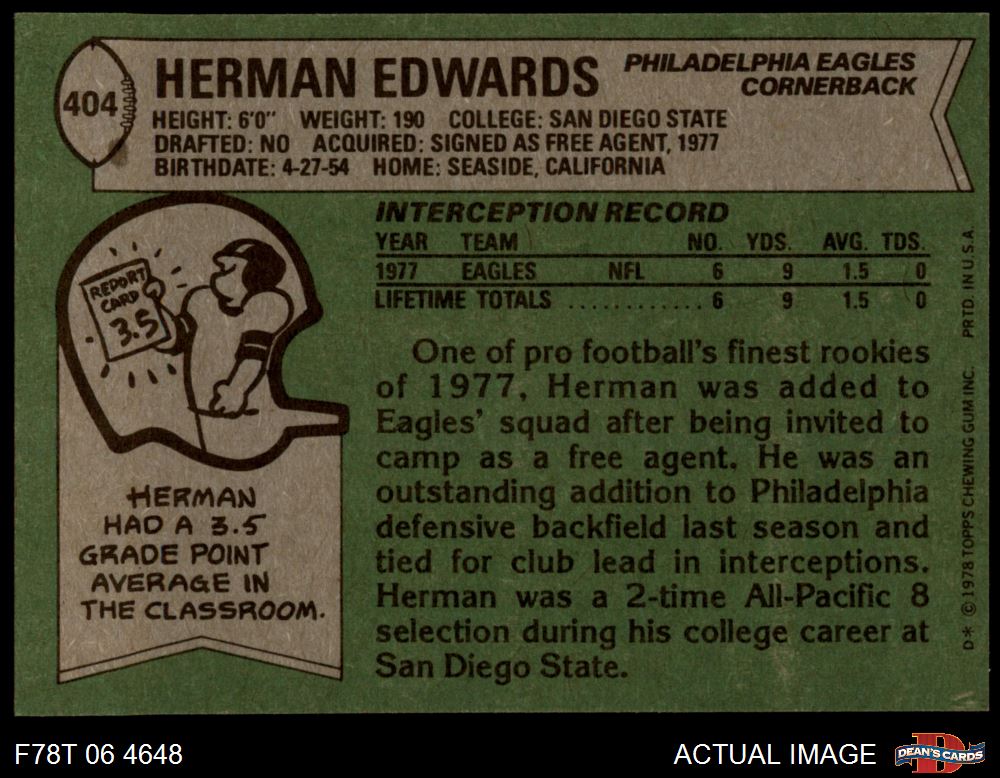 404
HERMAN EDWARDS
PHILADELPHIA EAGLES
CORNERBACK
HEIGHT: 6'0" WEIGHT: 190 COLLEGE: SAN DIEGO STATE
DRAFTED: NO ACQUIRED: SIGNED AS FREE AGENT, 1977
BIRTHDATE: 4-27-54 HOME: SEASIDE, CALIFORNIA
REPORT
CARD
3.5
HERMAN
HAD A 3.5
GRADE POINT
AVERAGE IN
THE CLASSROOM.
INTERCEPTION RECORD
YEAR TEAM NO. YDS. AVG. TDS.
1977 EAGLES NFL 6 9 1.5 0
LIFETIME TOTALS ............ 6 9 1.5 0
One of pro football's finest rookies
of 1977, Herman was added to
Eagles' squad after being invited to
camp as a free agent. He was an
outstanding addition to Philadelphia
defensive backfield last season and
tied for club lead in interceptions.
Herman was a 2-time All-Pacific 8
selection during his college career at
San Diego State.
D* © 1978 TOPPS CHEWING GUM INC. PRTD. IN U.S.A.
F78T 06 4648
ACTUAL IMAGE
DEAN'S CARDS